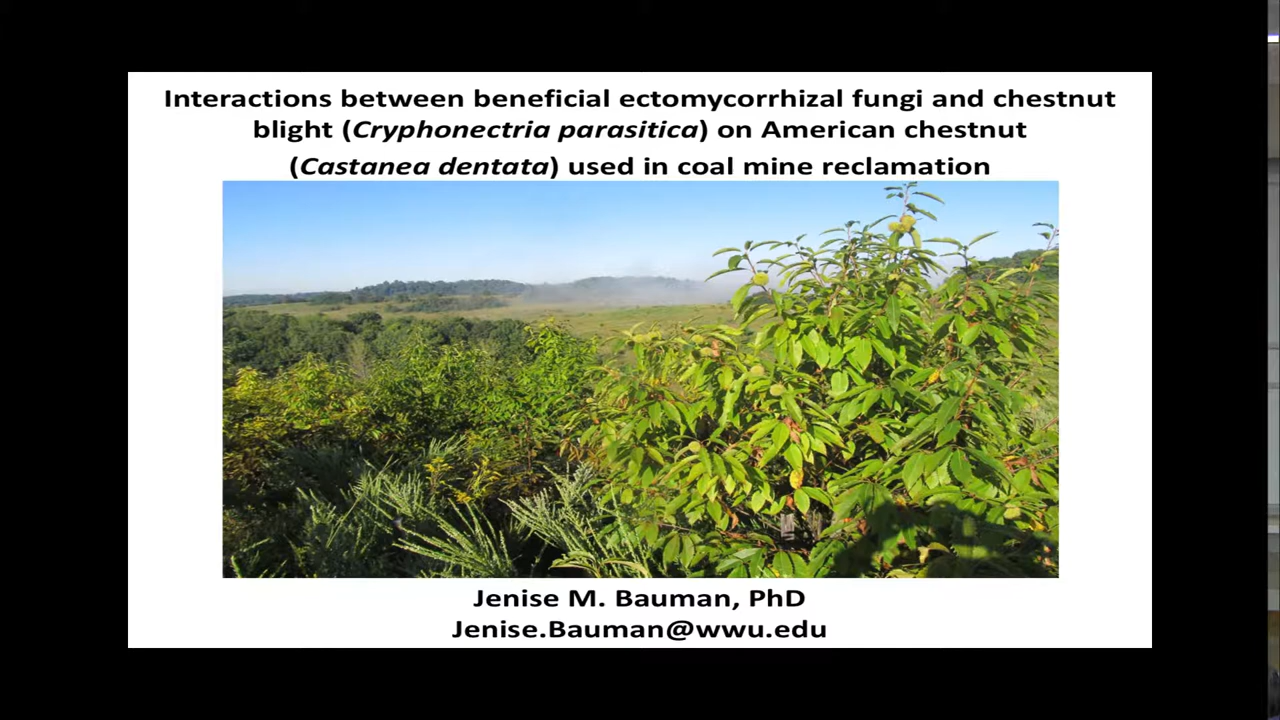 Interactions between beneficial ectomycorrhizal fungi and chestnut
blight (Cryphonectria parasitica) on American chestnut
(Castanea dentata) used in coal mine reclamation
Jenise M. Bauman, PhD
Jenise.Bauman@wwu.edu